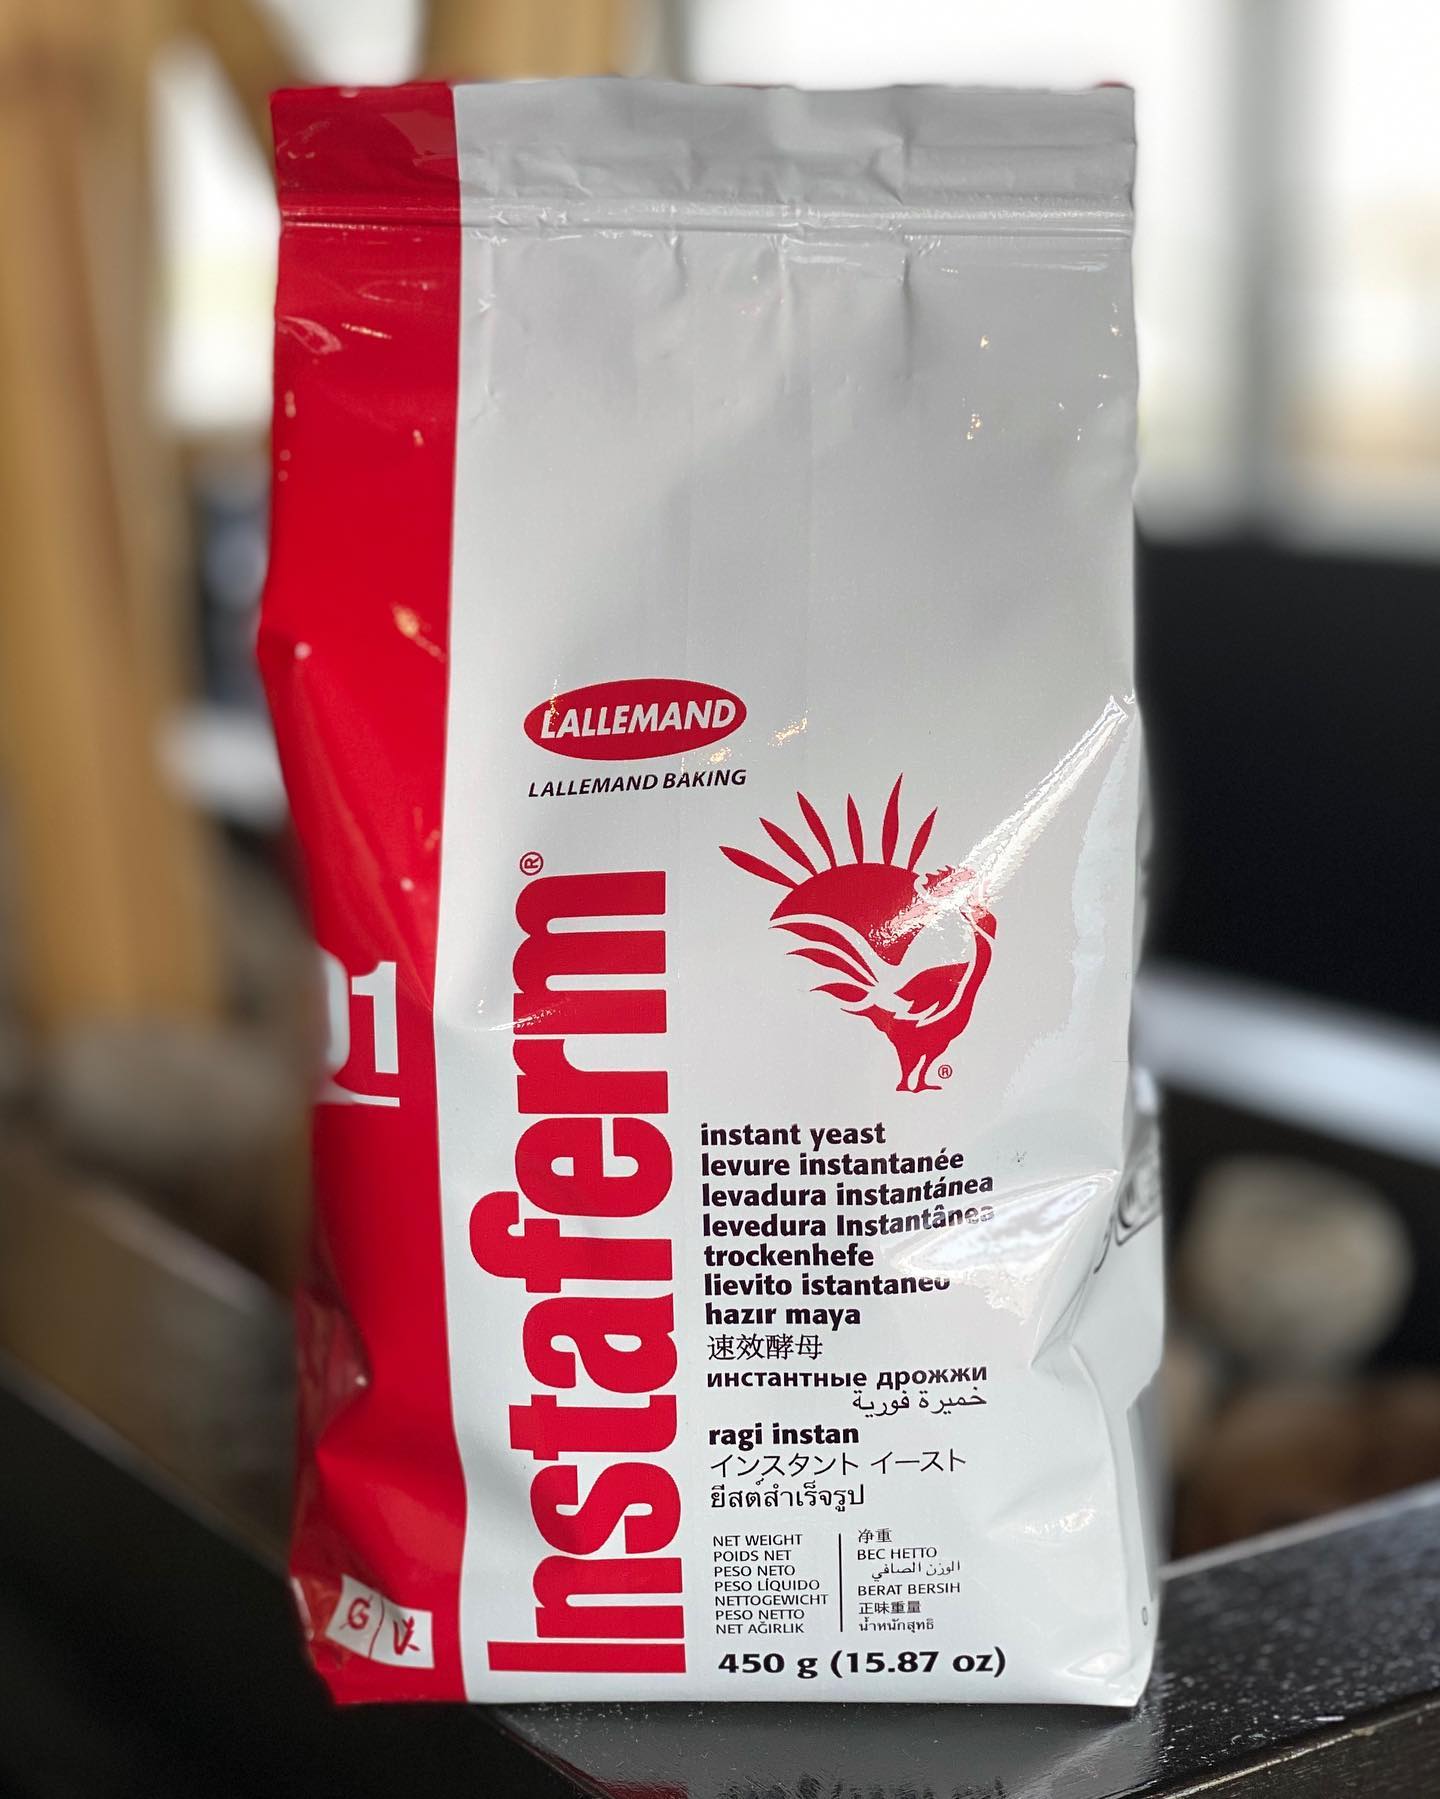 LALLEMAND
LALLEMAND BAKING
Instaferm®
®
01
instant yeast
levure instantanée
levadura instantánea
levedura Instantânea
trockenhefe
lievito istantaneo
hazır maya
速效酵母
инстантные дрожжи
خميرة فورية
ragi instan
インスタント イースト
ยีสต์สำเร็จรูป
NET WEIGHT
POIDS NET
PESO NETO
PESO LÍQUIDO
NETTOGEWICHT
PESO NETTO
NET AĞIRLIK
净重
ВЕС НЕТТО
الوزن الصافي
BERAT BERSIH
正味重量
น้ำหนักสุทธิ
450 g (15.87 oz)
G V